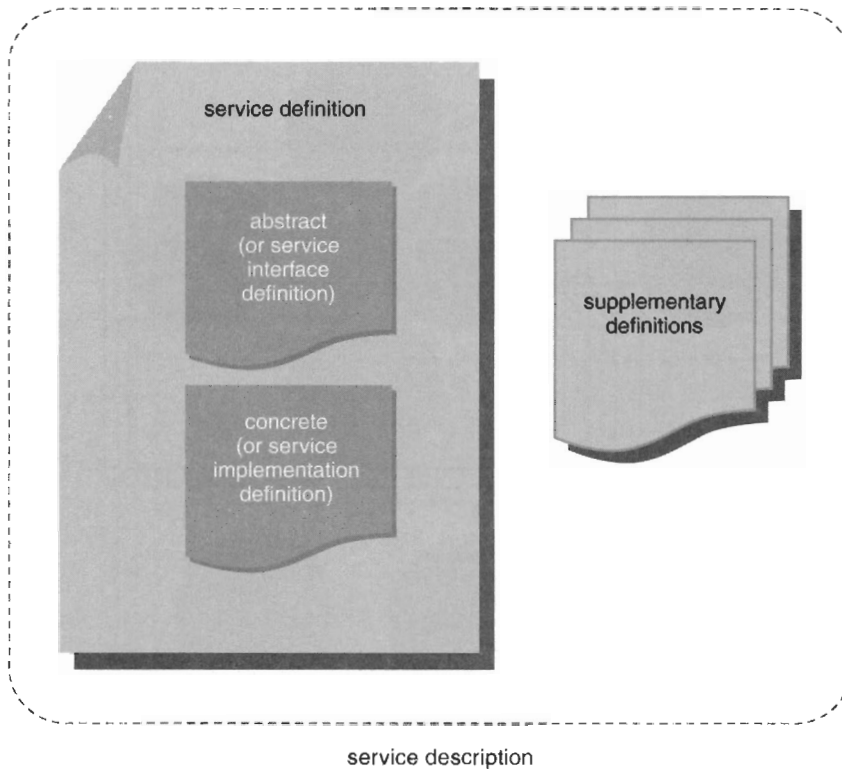 service definition
abstract
(or service
interface
definition)
concrete
(or service
implementation
definition)
supplementary
definitions
service description